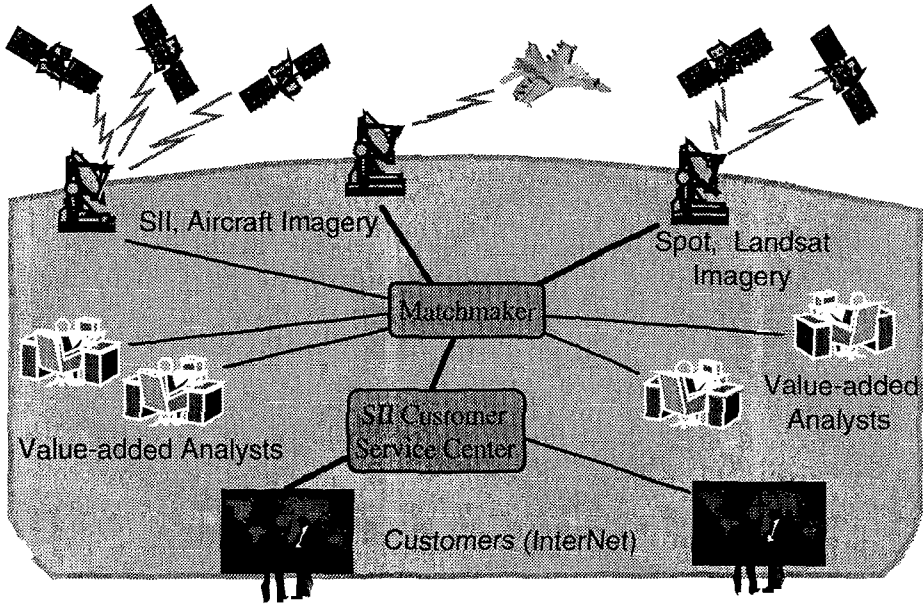 SII, Aircraft Imagery
Spot, Landsat
Imagery
Matchmaker
Value-added
Analysts
SII Customer
Service Center
Value-added Analysts
Customers (InterNet)